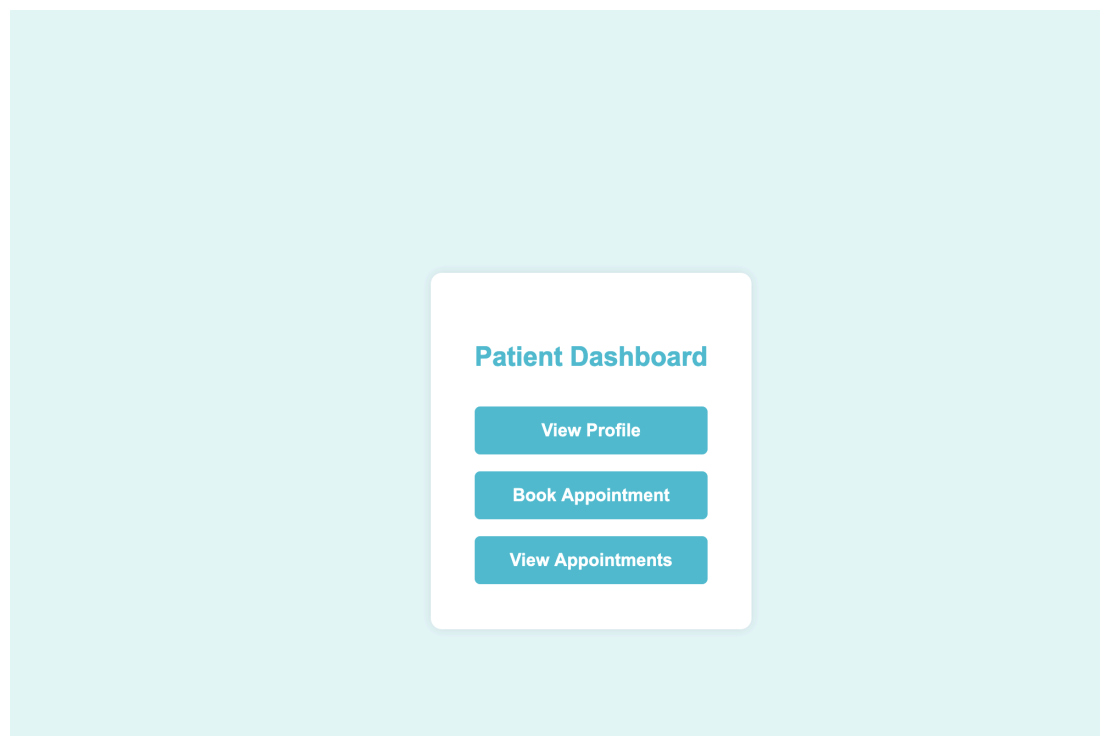 Patient Dashboard
View Profile
Book Appointment
View Appointments